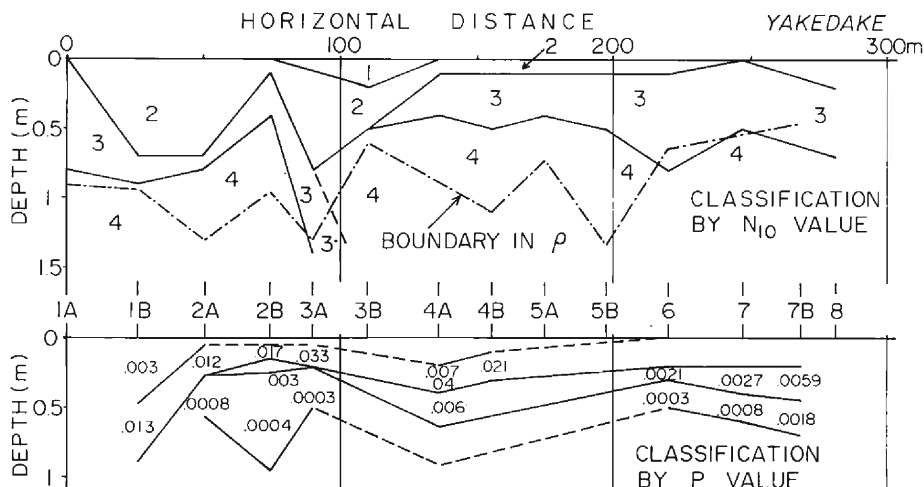 HORIZONTAL DISTANCE YAKEDAKE
0 100 2 200 300m
0
1
2 3 3
2
0.5
3 3
4 4 4 4
DEPTH (m)
3 4
1
4 CLASSIFICATION
BY N10 VALUE
BOUNDARY IN ρ
3
1.5
1A 1B 2A 2B 3A 3B 4A 4B 5A 5B 6 7 7B 8
0
DEPTH (m)
.003 .012 .017 .033 .007 .021
.04 .0021 .0027 .0059
.003
0.5
.013 .0008 .0004 .0003 .006 .0003 .0008 .0018
1
CLASSIFICATION
BY P VALUE